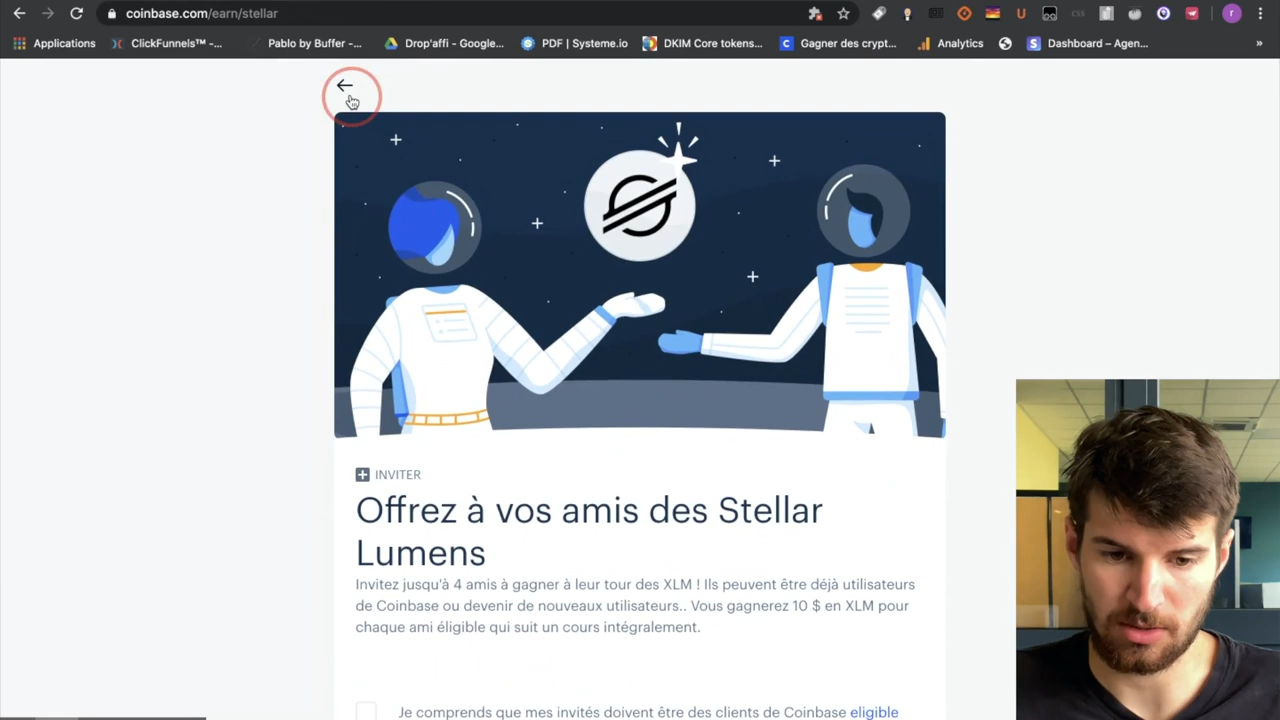 coinbase.com/earn/stellar
Applications
ClickFunnels™ -...
Pablo by Buffer -...
Drop'affi - Google...
PDF | Systeme.io
DKIM Core tokens...
Gagner des crypt...
Analytics
Dashboard – Agen...
»
INVITER
Offrez à vos amis des Stellar
Lumens
Invitez jusqu'à 4 amis à gagner à leur tour des XLM ! Ils peuvent être déjà utilisateurs
de Coinbase ou devenir de nouveaux utilisateurs.. Vous gagnerez 10 $ en XLM pour
chaque ami éligible qui suit un cours intégralement.
Je comprends que mes invités doivent être des clients de Coinbase eligible